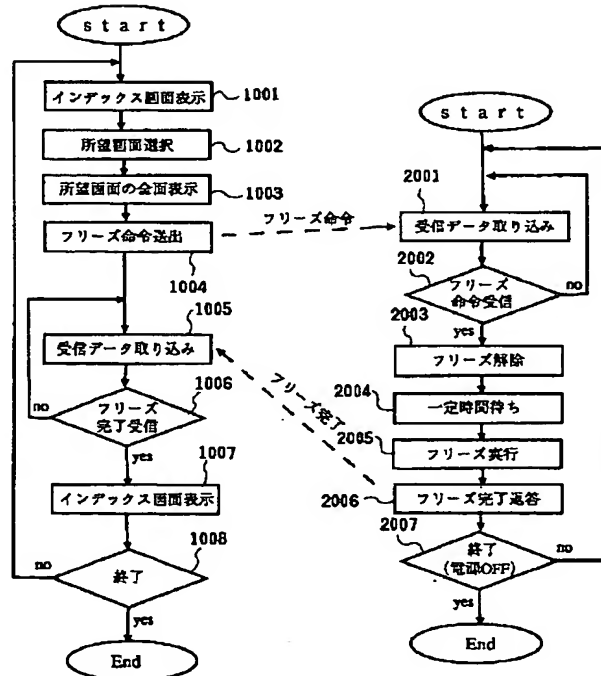 start
インデックス画面表示
1001
所望画面選択
1002
所望画面の全面表示
1003
フリーズ命令送出
1004
フリーズ命令
1005
受信データ取り込み
1006
フリーズ
完了受信
no
yes
1007
インデックス画面表示
1008
終了
no
yes
End
start
2001
受信データ取り込み
2002
フリーズ
命令受信
no
yes
2003
フリーズ解除
2004
一定時間待ち
2005
フリーズ実行
フリーズ完了
2006
フリーズ完了返答
2007
終了
(電源OFF)
no
yes
End